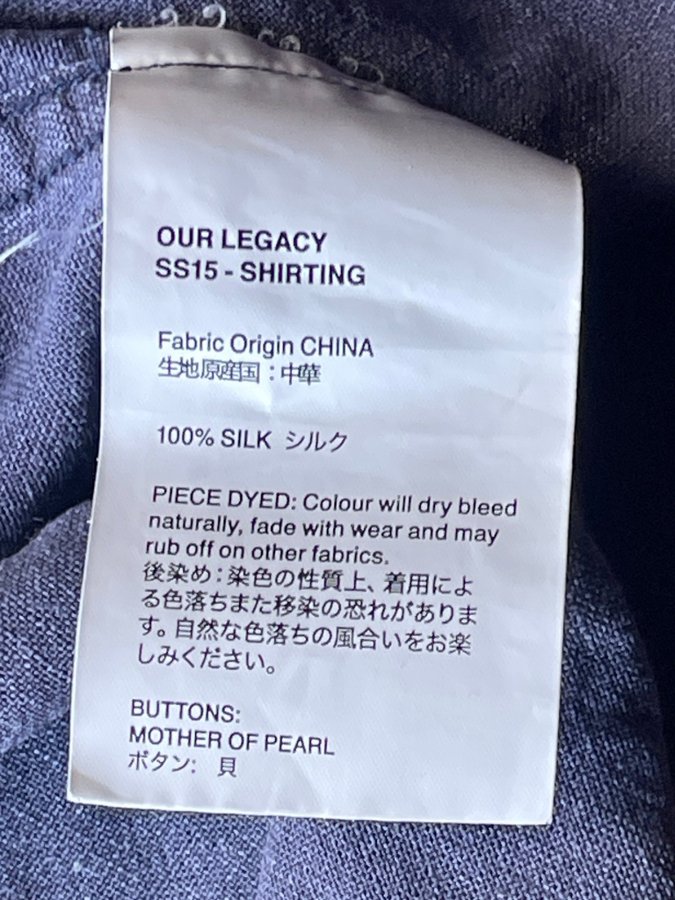 OUR LEGACY
SS15 - SHIRTING
Fabric Origin CHINA
生地原産国：中華
100% SILK シルク
PIECE DYED: Colour will dry bleed
naturally, fade with wear and may
rub off on other fabrics.
後染め：染色の性質上、着用によ
る色落ちまた移染の恐れがありま
す。自然な色落ちの風合いをお楽
しみください。
BUTTONS:
MOTHER OF PEARL
ボタン： 貝